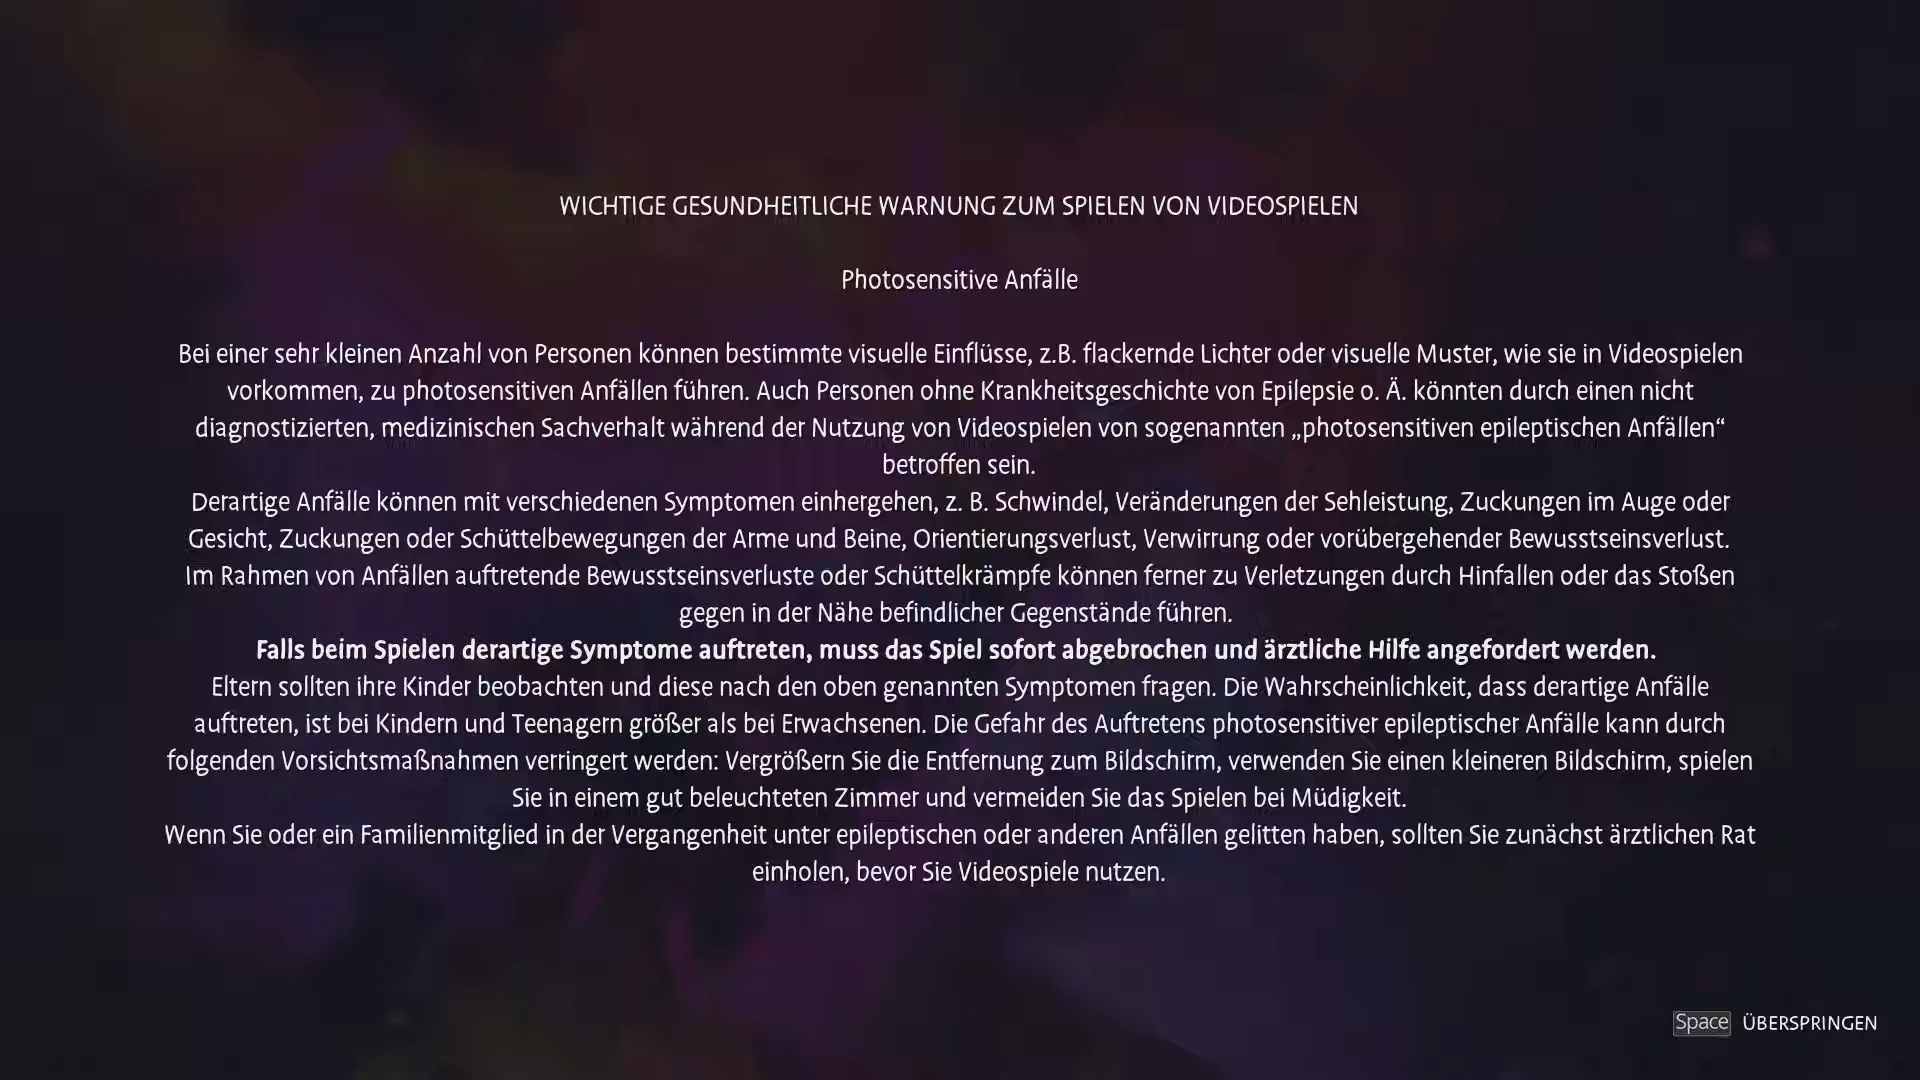 WICHTIGE GESUNDHEITLICHE WARNUNG ZUM SPIELEN VON VIDEOSPIELEN
Photosensitive Anfälle
Bei einer sehr kleinen Anzahl von Personen können bestimmte visuelle Einflüsse, z.B. flackernde Lichter oder visuelle Muster, wie sie in Videospielen
vorkommen, zu photosensitiven Anfällen führen. Auch Personen ohne Krankheitsgeschichte von Epilepsie o. Ä. könnten durch einen nicht
diagnostizierten, medizinischen Sachverhalt während der Nutzung von Videospielen von sogenannten „photosensitiven epileptischen Anfällen“
betroffen sein.
Derartige Anfälle können mit verschiedenen Symptomen einhergehen, z. B. Schwindel, Veränderungen der Sehleistung, Zuckungen im Auge oder
Gesicht, Zuckungen oder Schüttelbewegungen der Arme und Beine, Orientierungsverlust, Verwirrung oder vorübergehender Bewusstseinsverlust.
Im Rahmen von Anfällen auftretende Bewusstseinsverluste oder Schüttelkrämpfe können ferner zu Verletzungen durch Hinfallen oder das Stoßen
gegen in der Nähe befindlicher Gegenstände führen.
Falls beim Spielen derartige Symptome auftreten, muss das Spiel sofort abgebrochen und ärztliche Hilfe angefordert werden.
Eltern sollten ihre Kinder beobachten und diese nach den oben genannten Symptomen fragen. Die Wahrscheinlichkeit, dass derartige Anfälle
auftreten, ist bei Kindern und Teenagern größer als bei Erwachsenen. Die Gefahr des Auftretens photosensitiver epileptischer Anfälle kann durch
folgenden Vorsichtsmaßnahmen verringert werden: Vergrößern Sie die Entfernung zum Bildschirm, verwenden Sie einen kleineren Bildschirm, spielen
Sie in einem gut beleuchteten Zimmer und vermeiden Sie das Spielen bei Müdigkeit.
Wenn Sie oder ein Familienmitglied in der Vergangenheit unter epileptischen oder anderen Anfällen gelitten haben, sollten Sie zunächst ärztlichen Rat
einholen, bevor Sie Videospiele nutzen.
Space ÜBERSPRINGEN